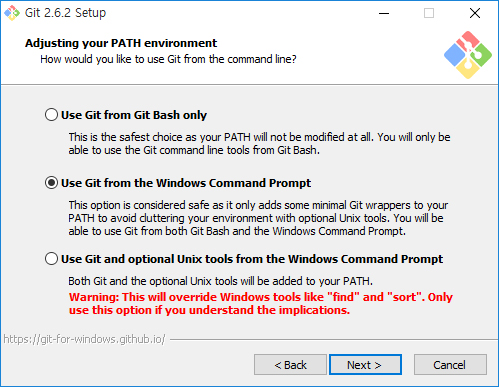 Git 2.6.2 Setup
Adjusting your PATH environment
How would you like to use Git from the command line?
Use Git from Git Bash only
This is the safest choice as your PATH will not be modified at all. You will only
be able to use the Git command line tools from Git Bash.
Use Git from the Windows Command Prompt
This option is considered safe as it only adds some minimal Git wrappers to your
PATH to avoid cluttering your environment with optional Unix tools. You will be
able to use Git from both Git Bash and the Windows Command Prompt.
Use Git and optional Unix tools from the Windows Command Prompt
Both Git and the optional Unix tools will be added to your PATH.
Warning: This will override Windows tools like "find" and "sort". Only
use this option if you understand the implications.
https://git-for-windows.github.io/
< Back
Next >
Cancel